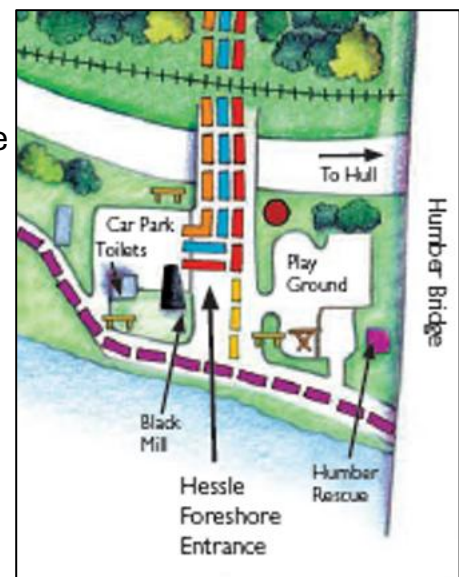 e
To Hull
Car Park
Toilets
Play
Ground
Humber Bridge
Black
Mill
Humber
Rescue
Hessle
Foreshore
Entrance